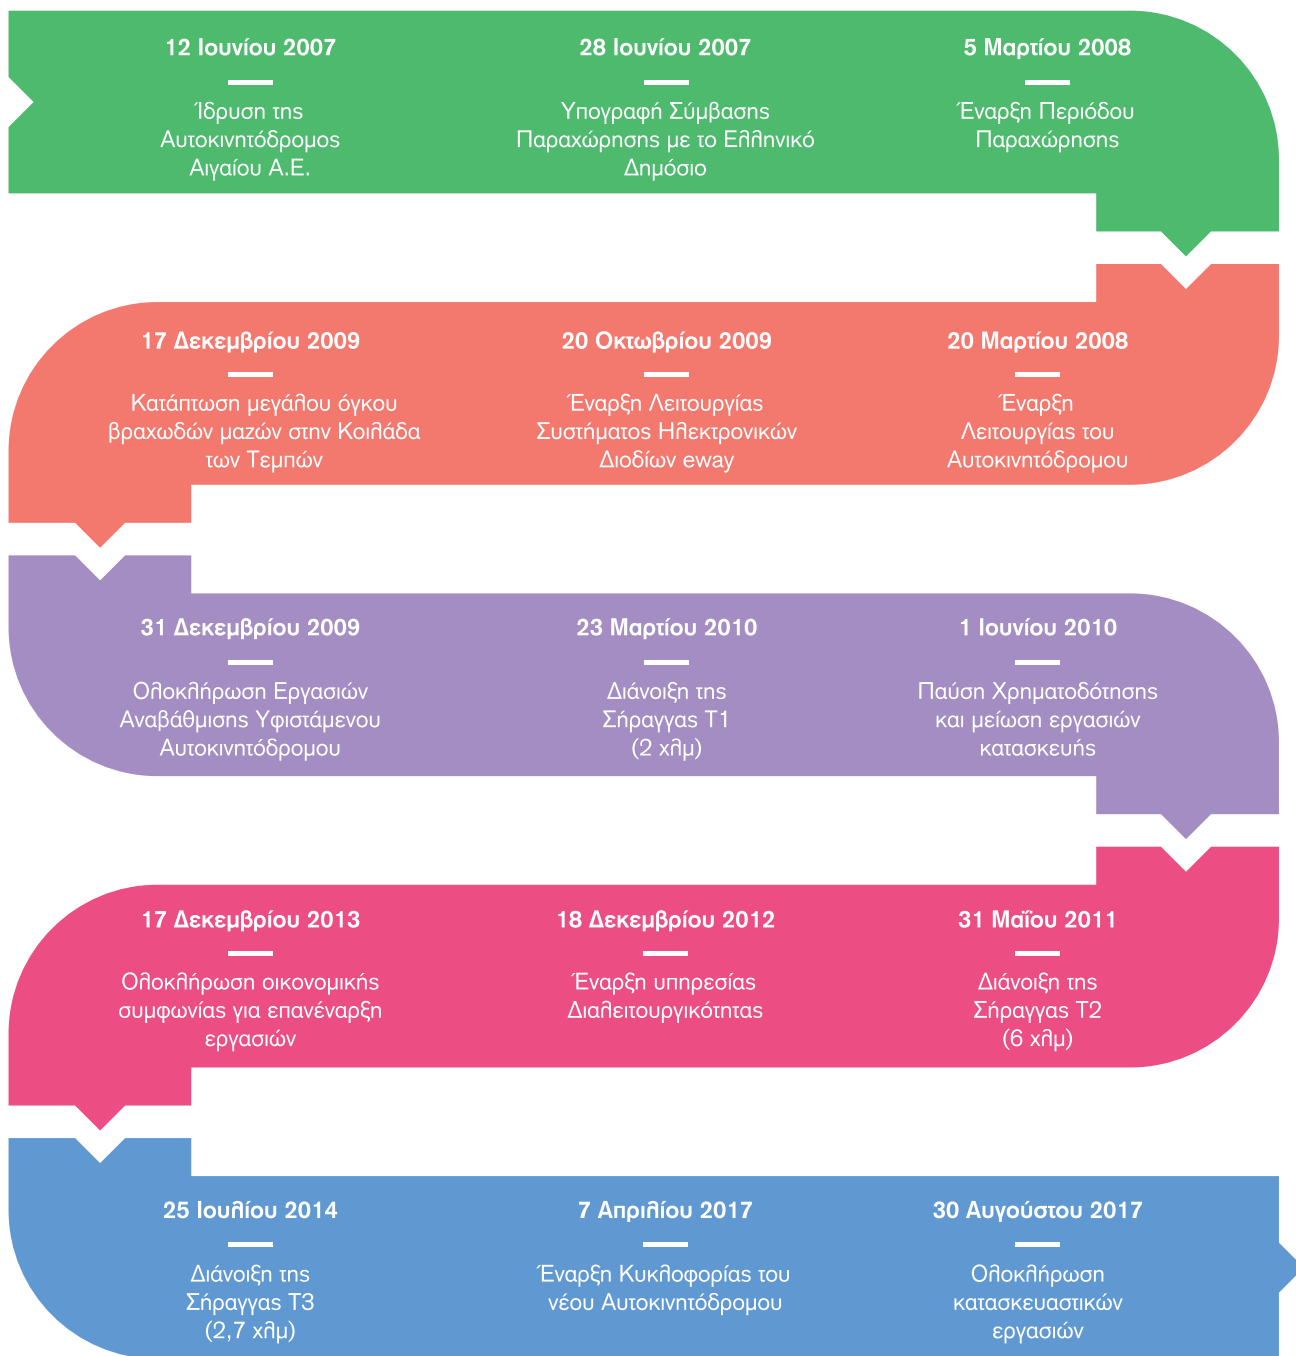 12 Ιουνίου 2007
Ίδρυση της
Αυτοκινητόδρομος
Αιγαίου Α.Ε.
28 Ιουνίου 2007
Υπογραφή Σύμβασης
Παραχώρησης με το Ελληνικό
Δημόσιο
5 Μαρτίου 2008
Έναρξη Περιόδου
Παραχώρησης
20 Μαρτίου 2008
Έναρξη
Λειτουργίας του
Αυτοκινητόδρομου
20 Οκτωβρίου 2009
Έναρξη Λειτουργίας
Συστήματος Ηλεκτρονικών
Διοδίων eway
17 Δεκεμβρίου 2009
Κατάπτωση μεγάλου όγκου
βραχωδών μαζών στην Κοιλάδα
των Τεμπών
31 Δεκεμβρίου 2009
Ολοκλήρωση Εργασιών
Αναβάθμισης Υφιστάμενου
Αυτοκινητόδρομου
23 Μαρτίου 2010
Διάνοιξη της
Σήραγγας Τ1
(2 χλμ)
1 Ιουνίου 2010
Παύση Χρηματοδότησης
και μείωση εργασιών
κατασκευής
31 Μαΐου 2011
Διάνοιξη της
Σήραγγας Τ2
(6 χλμ)
18 Δεκεμβρίου 2012
Έναρξη υπηρεσίας
Διαλειτουργικότητας
17 Δεκεμβρίου 2013
Ολοκλήρωση οικονομικής
συμφωνίας για επανέναρξη
εργασιών
25 Ιουλίου 2014
Διάνοιξη της
Σήραγγας Τ3
(2,7 χλμ)
7 Απριλίου 2017
Έναρξη Κυκλοφορίας του
νέου Αυτοκινητόδρομου
30 Αυγούστου 2017
Ολοκλήρωση
κατασκευαστικών
εργασιών